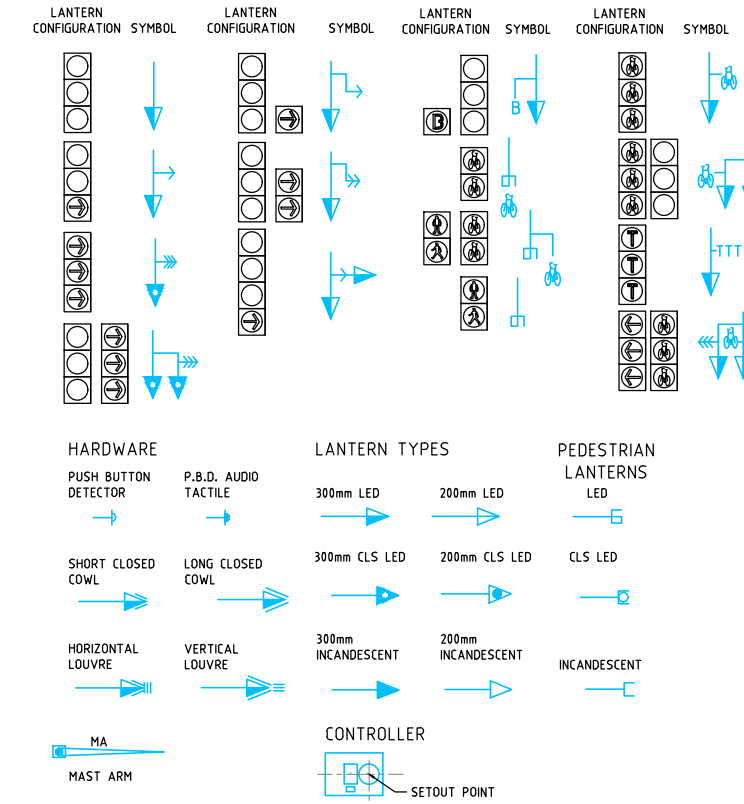 LANTERN
CONFIGURATION SYMBOL
LANTERN
CONFIGURATION SYMBOL
LANTERN
CONFIGURATION SYMBOL
LANTERN
CONFIGURATION SYMBOL
B
B
T
T
T
TTT
HARDWARE
PUSH BUTTON
DETECTOR
P.B.D. AUDIO
TACTILE
SHORT CLOSED
COWL
LONG CLOSED
COWL
HORIZONTAL
LOUVRE
VERTICAL
LOUVRE
MA
MAST ARM
LANTERN TYPES
300mm LED
200mm LED
300mm CLS LED
200mm CLS LED
300mm
INCANDESCENT
200mm
INCANDESCENT
PEDESTRIAN
LANTERNS
LED
CLS LED
INCANDESCENT
CONTROLLER
SETOUT POINT